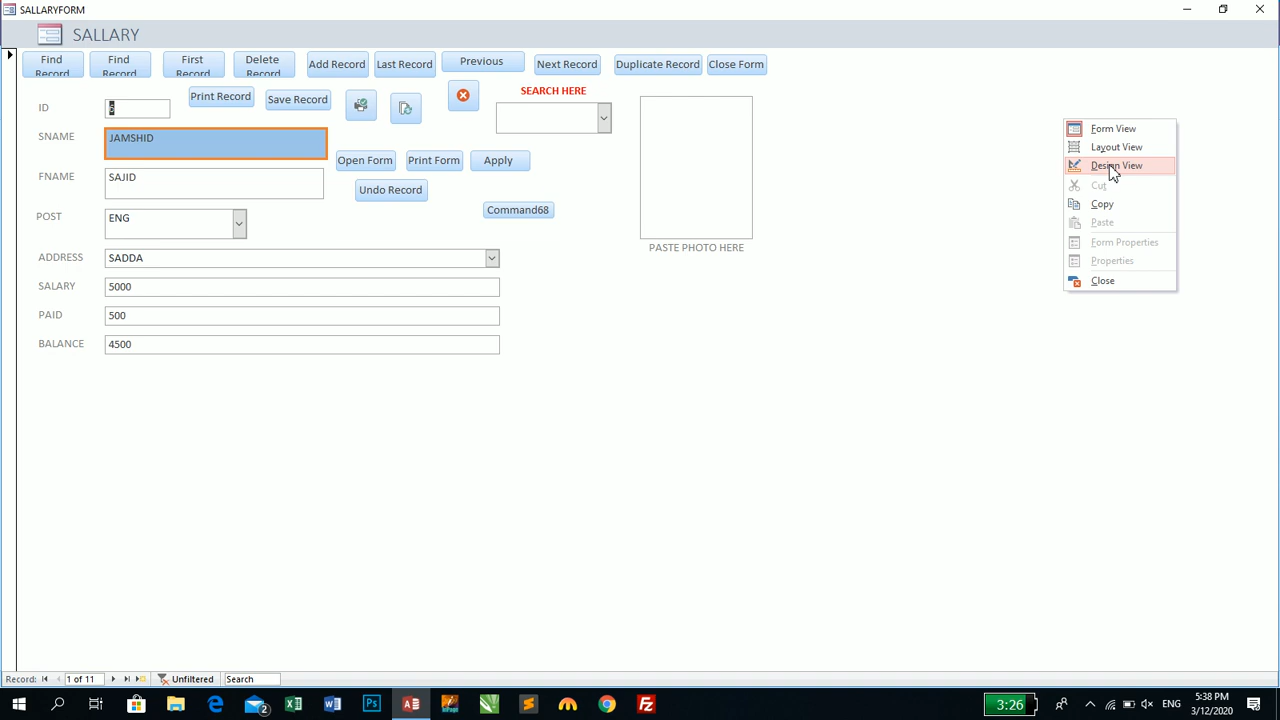 SALLARYFORM
SALLARY
Find Record
Find Record
First Record
Delete Record
Add Record
Last Record
Previous
Next Record
Duplicate Record
Close Form
Print Record
Save Record
SEARCH HERE
ID
SNAME
JAMSHID
Open Form
Print Form
Apply
FNAME
SAJID
Undo Record
Command68
POST
ENG
PASTE PHOTO HERE
ADDRESS
SADDA
SALARY
5000
PAID
500
BALANCE
4500
Form View
Layout View
Design View
Cut
Copy
Paste
Form Properties
Properties
Close
Record:
1 of 11
Unfiltered
Search
2
3:26
ENG
5:38 PM
3/12/2020